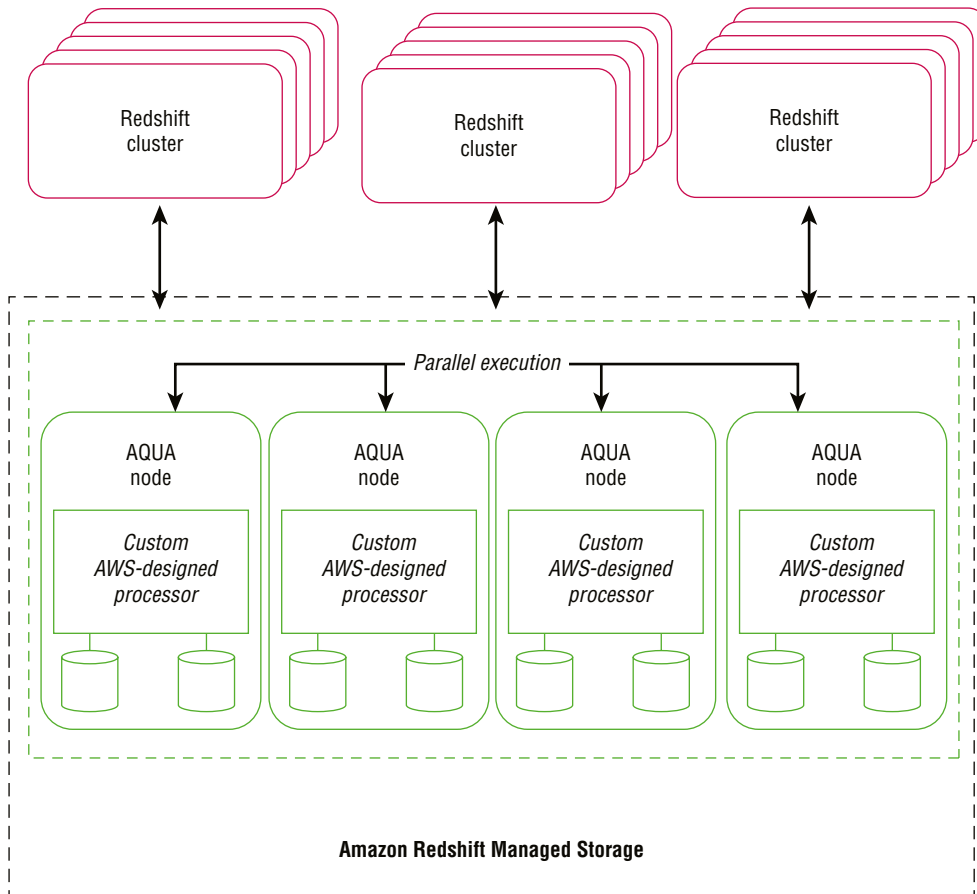 Redshift
cluster
Redshift
cluster
Redshift
cluster
Parallel execution
AQUA
node
AQUA
node
AQUA
node
AQUA
node
Custom
AWS-designed
processor
Custom
AWS-designed
processor
Custom
AWS-designed
processor
Custom
AWS-designed
processor
Amazon Redshift Managed Storage